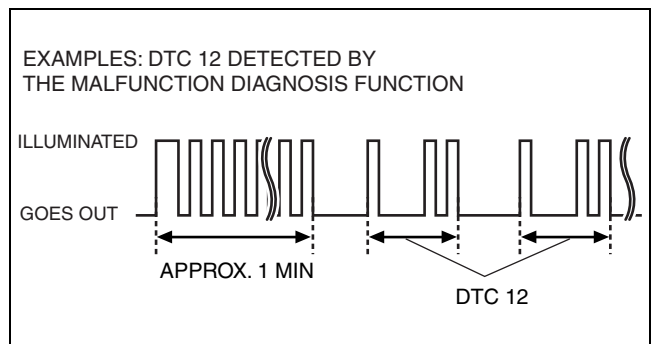 EXAMPLES: DTC 12 DETECTED BY
THE MALFUNCTION DIAGNOSIS FUNCTION
ILLUMINATED
GOES OUT
APPROX. 1 MIN
DTC 12